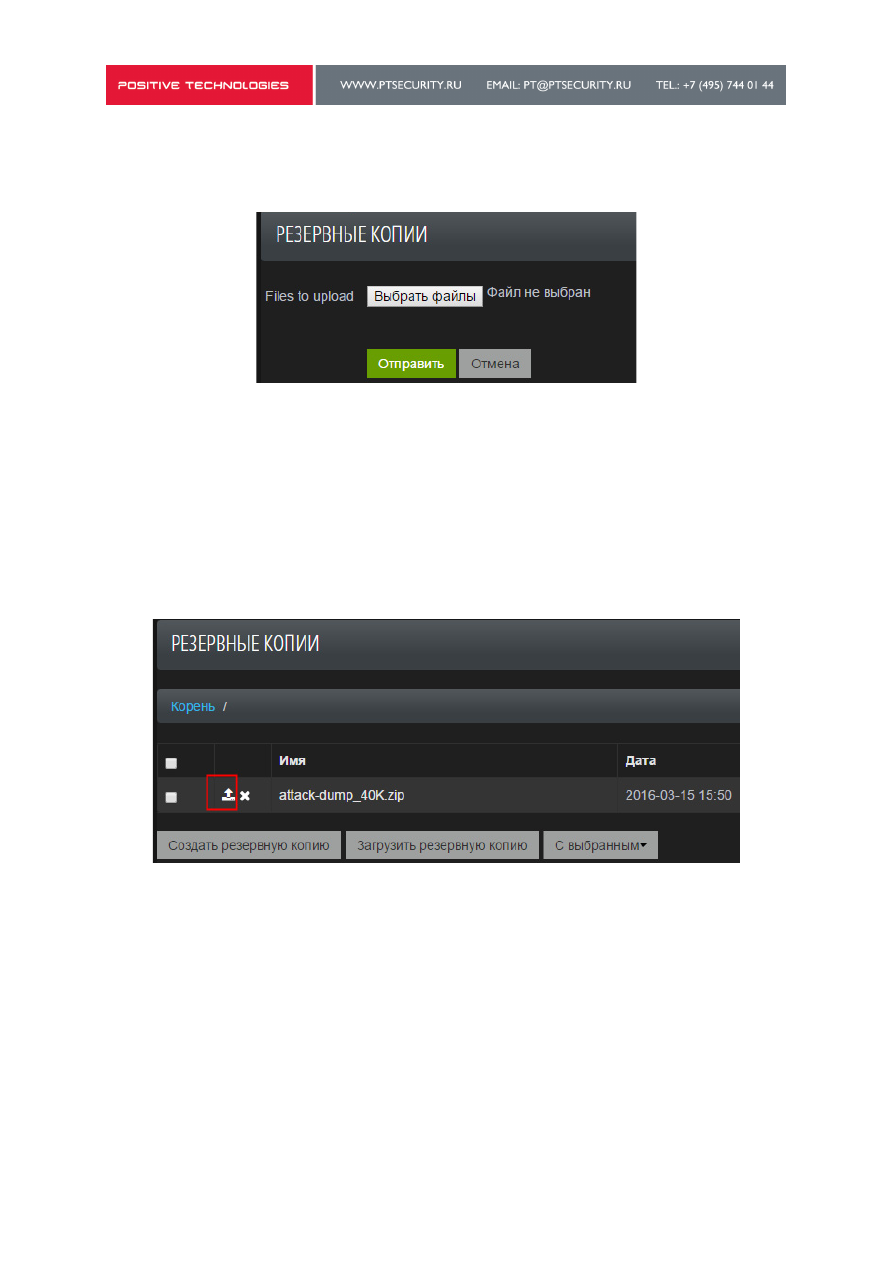 POSITIVE TECHNOLOGIES WWW.PTSECURITY.RU EMAIL: PT@PTSECURITY.RU TEL.: +7 (495) 744 01 44
РЕЗЕРВНЫЕ КОПИИ
Files to upload Выбрать файлы Файл не выбран
Отправить Отмена
РЕЗЕРВНЫЕ КОПИИ
Корень /
Имя Дата
attack-dump_40K.zip 2016-03-15 15:50
Создать резервную копию Загрузить резервную копию С выбранным